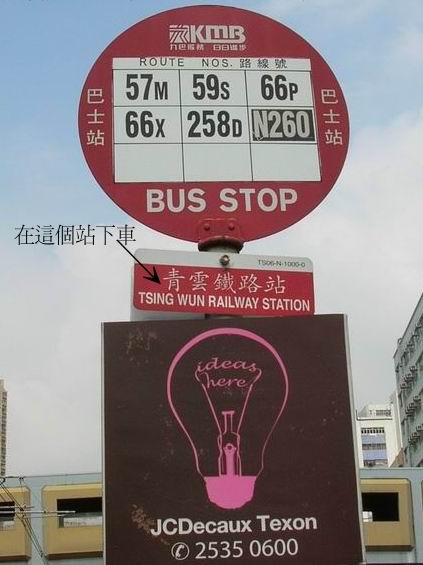 KMB
九巴服務 日日進步
ROUTE NOS. 路線號
57M 59S 66P
66X 258D N260
巴士站
巴士站
BUS STOP
在這個站下車
TS06-N-1000-0
青雲鐵路站
TSING WUN RAILWAY STATION
ideas
here
JCDecaux Texon
✆ 2535 0600